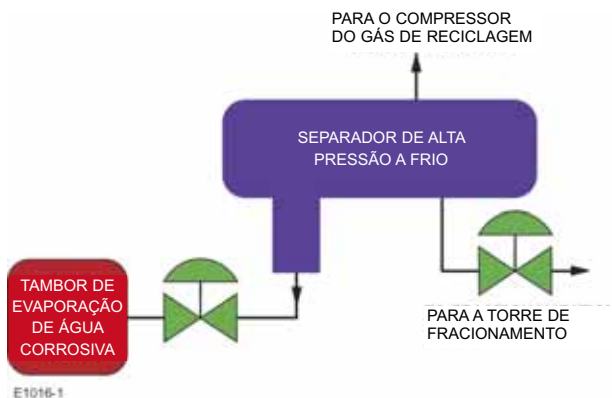 PARA O COMPRESSOR
DO GÁS DE RECICLAGEM
SEPARADOR DE ALTA
PRESSÃO A FRIO
TAMBOR DE
EVAPORAÇÃO
DE ÁGUA
CORROSIVA
PARA A TORRE DE
FRACIONAMENTO
E1016-1